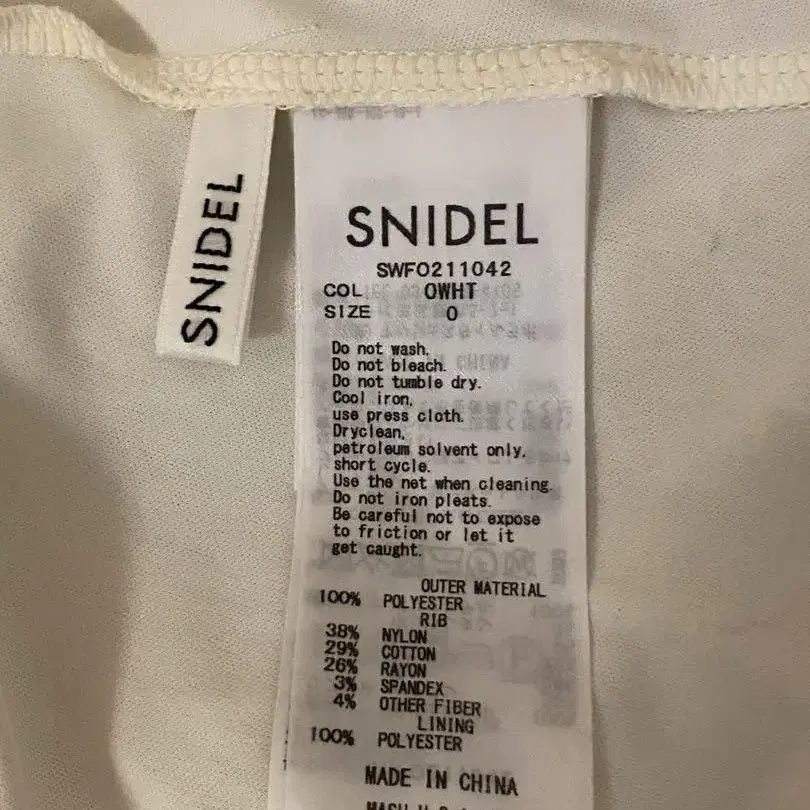 SNIDEL
SNIDEL
SWFO211042
COL OWHT
SIZE 0
Do not wash.
Do not bleach.
Do not tumble dry.
Cool iron,
use press cloth.
Dryclean,
petroleum solvent only.
short cycle.
Use the net when cleaning.
Do not iron pleats.
Be careful not to expose
to friction or let it
get caught.
OUTER MATERIAL
100% POLYESTER
RIB
38% NYLON
29% COTTON
26% RAYON
3% SPANDEX
4% OTHER FIBER
LINING
100% POLYESTER
MADE IN CHINA